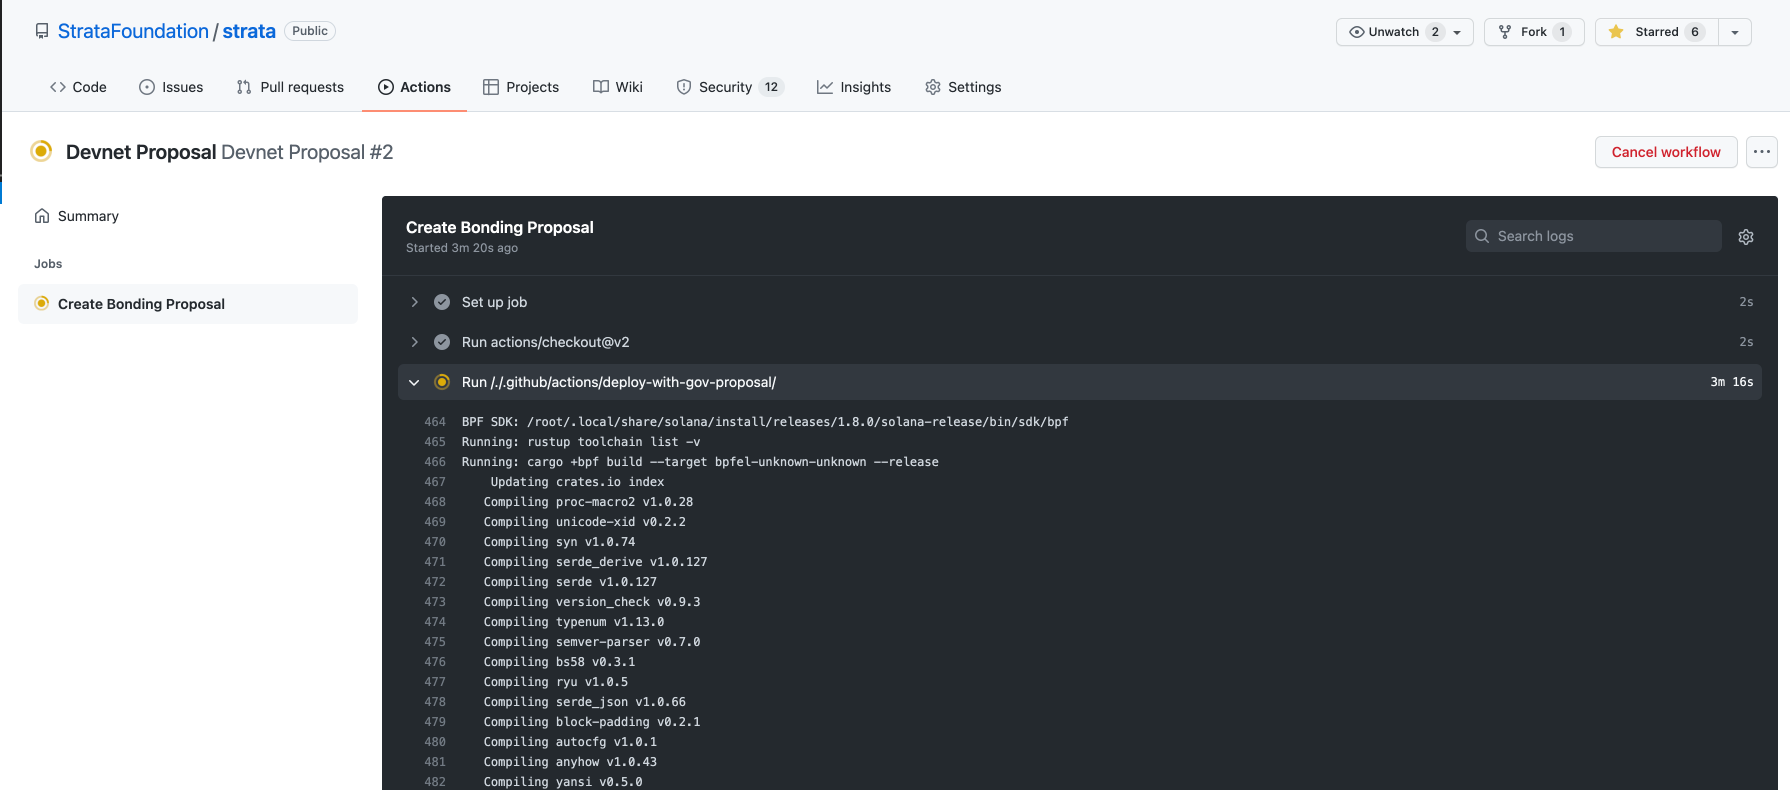 StrataFoundation / strata Public
Unwatch 2 Fork 1 Starred 6
Code Issues Pull requests Actions Projects Wiki Security 12 Insights Settings
Devnet Proposal Devnet Proposal #2
Cancel workflow ···
Summary
Jobs
Create Bonding Proposal
Create Bonding Proposal
Started 3m 20s ago
Search logs
Set up job 2s
Run actions/checkout@v2 2s
Run /./.github/actions/deploy-with-gov-proposal/ 3m 16s
464 BPF SDK: /root/.local/share/solana/install/releases/1.8.0/solana-release/bin/sdk/bpf
465 Running: rustup toolchain list -v
466 Running: cargo +bpf build --target bpfel-unknown-unknown --release
467 Updating crates.io index
468 Compiling proc-macro2 v1.0.28
469 Compiling unicode-xid v0.2.2
470 Compiling syn v1.0.74
471 Compiling serde_derive v1.0.127
472 Compiling serde v1.0.127
473 Compiling version_check v0.9.3
474 Compiling typenum v1.13.0
475 Compiling semver-parser v0.7.0
476 Compiling bs58 v0.3.1
477 Compiling ryu v1.0.5
478 Compiling serde_json v1.0.66
479 Compiling block-padding v0.2.1
480 Compiling autocfg v1.0.1
481 Compiling anyhow v1.0.43
482 Compiling yansi v0.5.0